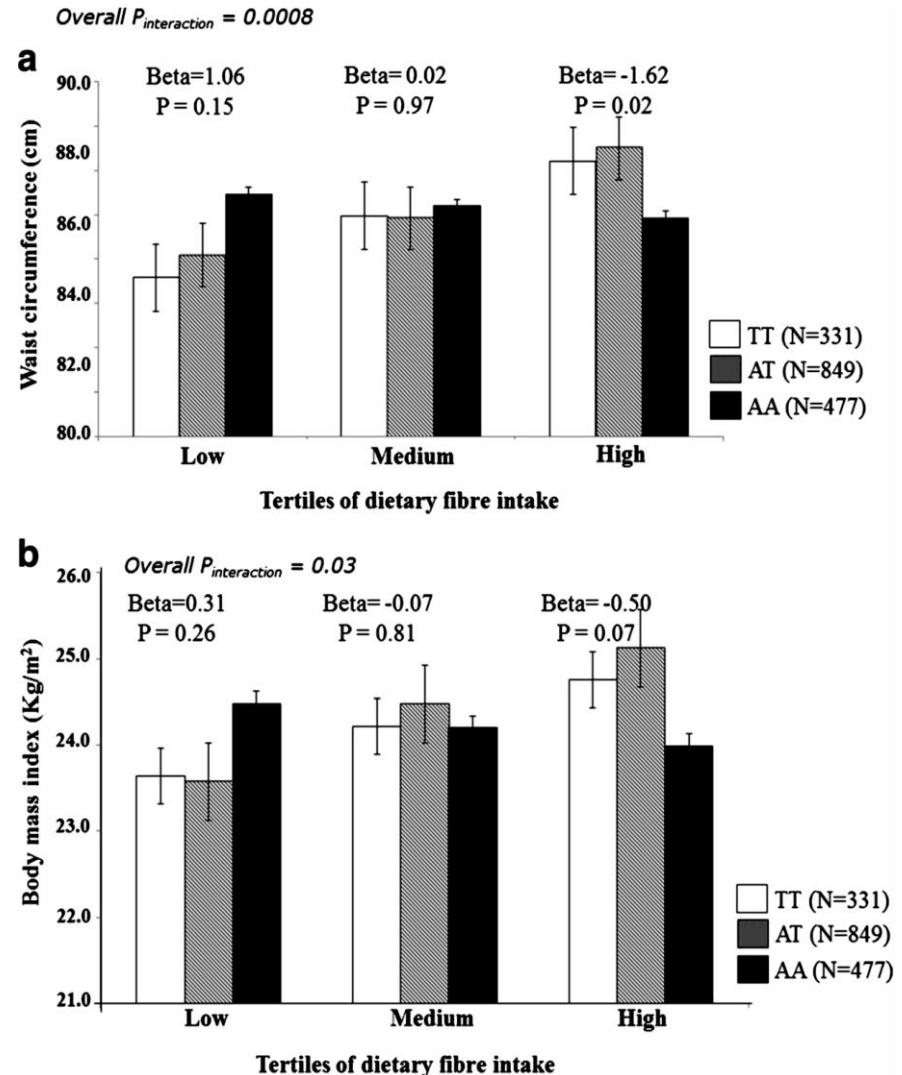 Overall P interaction = 0.0008
a
Beta=1.06 Beta= 0.02 Beta= -1.62
P = 0.15 P = 0.97 P = 0.02
90.0
88.0
86.0
84.0
82.0
80.0
Waist circumference (cm)
TT (N=331)
AT (N=849)
AA (N=477)
Low Medium High
Tertiles of dietary fibre intake
b
Overall P interaction = 0.03
Beta=0.31 Beta= -0.07 Beta= -0.50
P = 0.26 P = 0.81 P = 0.07
26.0
25.0
24.0
23.0
22.0
21.0
Body mass index (Kg/m²)
TT (N=331)
AT (N=849)
AA (N=477)
Low Medium High
Tertiles of dietary fibre intake